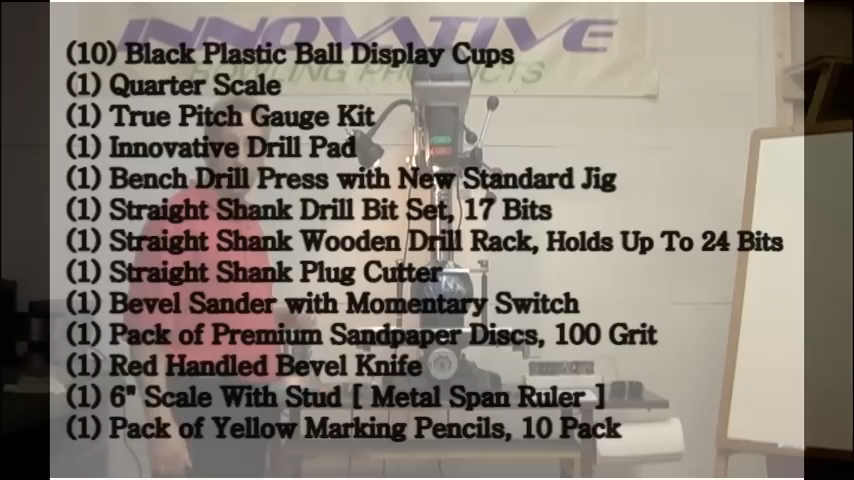 INNOVATIVE
BOWLING PRODUCTS
(10) Black Plastic Ball Display Cups
(1) Quarter Scale
(1) True Pitch Gauge Kit
(1) Innovative Drill Pad
(1) Bench Drill Press with New Standard Jig
(1) Straight Shank Drill Bit Set, 17 Bits
(1) Straight Shank Wooden Drill Rack, Holds Up To 24 Bits
(1) Straight Shank Plug Cutter
(1) Bevel Sander with Momentary Switch
(1) Pack of Premium Sandpaper Discs, 100 Grit
(1) Red Handled Bevel Knife
(1) 6" Scale With Stud [ Metal Span Ruler ]
(1) Pack of Yellow Marking Pencils, 10 Pack